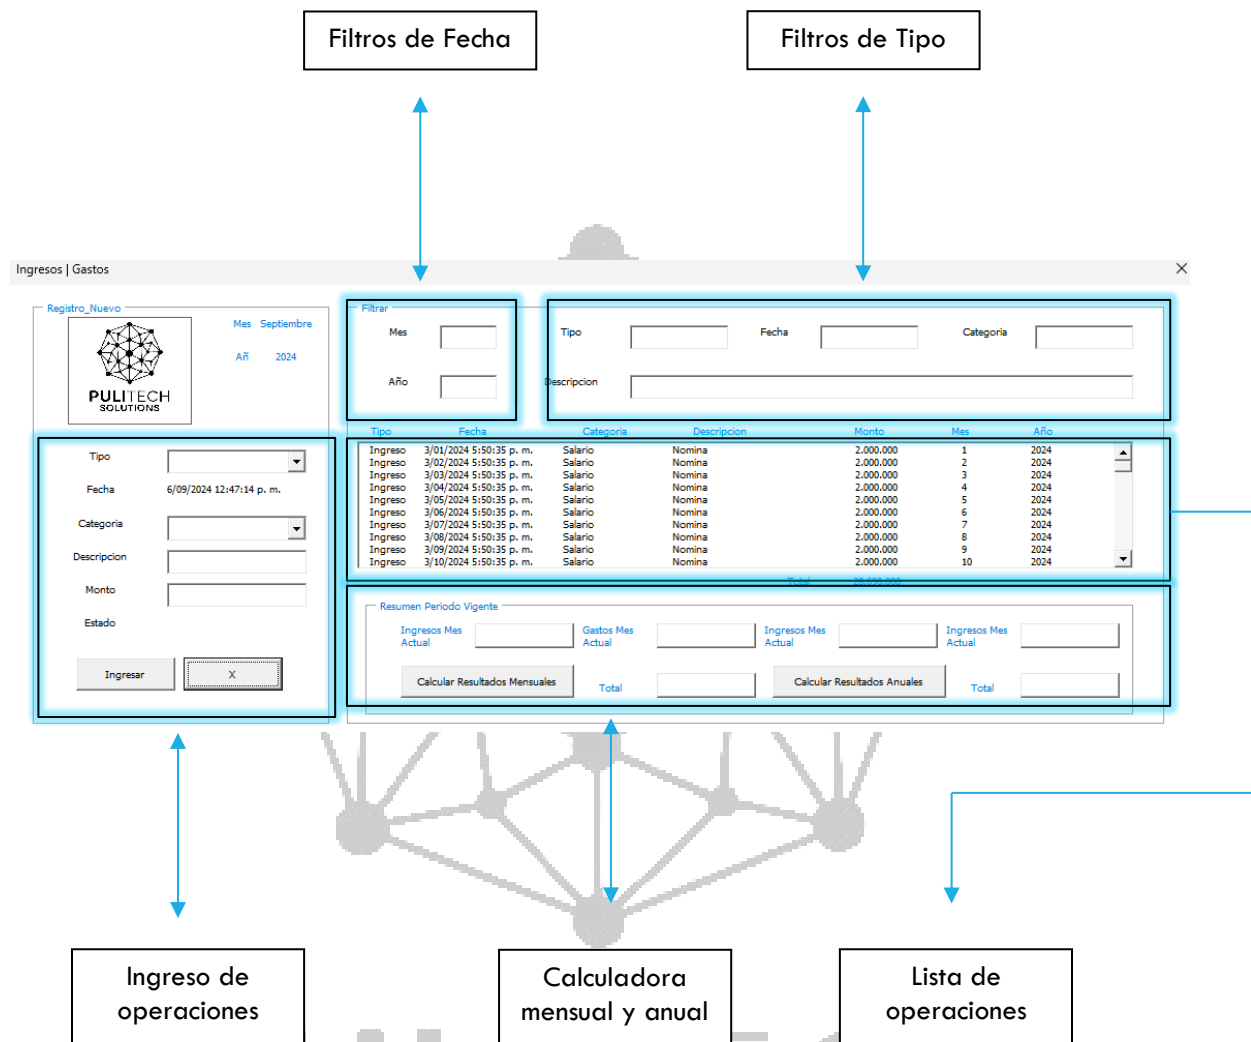 Filtros de Fecha
Filtros de Tipo
Ingresos | Gastos
Registro_Nuevo
PULITECH
SOLUTIONS
Mes Septiembre
Añ 2024
Filtrar
Mes
Año
Tipo
Fecha
Categoria
Descripcion
Tipo
Fecha 6/09/2024 12:47:14 p. m.
Categoria
Descripcion
Monto
Estado
Ingresar
X
Tipo Fecha Categoria Descripcion Monto Mes Año
Ingreso 3/01/2024 5:50:35 p. m. Salario Nomina 2.000.000 1 2024
Ingreso 3/02/2024 5:50:35 p. m. Salario Nomina 2.000.000 2 2024
Ingreso 3/03/2024 5:50:35 p. m. Salario Nomina 2.000.000 3 2024
Ingreso 3/04/2024 5:50:35 p. m. Salario Nomina 2.000.000 4 2024
Ingreso 3/05/2024 5:50:35 p. m. Salario Nomina 2.000.000 5 2024
Ingreso 3/06/2024 5:50:35 p. m. Salario Nomina 2.000.000 6 2024
Ingreso 3/07/2024 5:50:35 p. m. Salario Nomina 2.000.000 7 2024
Ingreso 3/08/2024 5:50:35 p. m. Salario Nomina 2.000.000 8 2024
Ingreso 3/09/2024 5:50:35 p. m. Salario Nomina 2.000.000 9 2024
Ingreso 3/10/2024 5:50:35 p. m. Salario Nomina 2.000.000 10 2024
Total
Resumen Periodo Vigente
Ingresos Mes
Actual
Gastos Mes
Actual
Ingresos Mes
Actual
Ingresos Mes
Actual
Calcular Resultados Mensuales
Total
Calcular Resultados Anuales
Total
Ingreso de
operaciones
Calculadora
mensual y anual
Lista de
operaciones